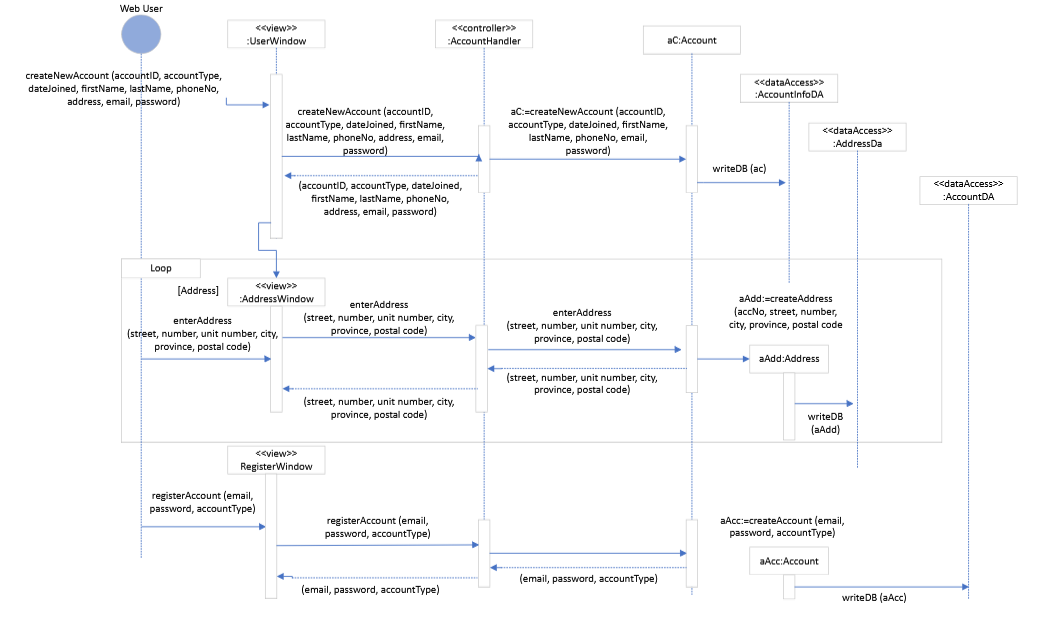 Web User
<<view>>
:UserWindow
<<controller>>
:AccountHandler
aC:Account
<<dataAccess>>
:AccountInfoDA
<<dataAccess>>
:AddressDa
<<dataAccess>>
:AccountDA
createNewAccount (accountID, accountType,
dateJoined, firstName, lastName, phoneNo,
address, email, password)
createNewAccount (accountID,
accountType, dateJoined, firstName,
lastName, phoneNo, address, email,
password)
aC:=createNewAccount (accountID,
accountType, dateJoined, firstName,
lastName, phoneNo, email,
password)
writeDB (ac)
(accountID, accountType, dateJoined,
firstName, lastName, phoneNo,
address, email, password)
Loop
[Address]
<<view>>
:AddressWindow
enterAddress
(street, number, unit number, city,
province, postal code)
enterAddress
(street, number, unit number, city,
province, postal code)
enterAddress
(street, number, unit number, city,
province, postal code)
aAdd:=createAddress
(accNo, street, number,
city, province, postal code
aAdd:Address
(street, number, unit number, city,
province, postal code)
(street, number, unit number, city,
province, postal code)
writeDB
(aAdd)
<<view>>
RegisterWindow
registerAccount (email,
password, accountType)
registerAccount (email,
password, accountType)
aAcc:=createAccount (email,
password, accountType)
aAcc:Account
(email, password, accountType)
(email, password, accountType)
writeDB (aAcc)